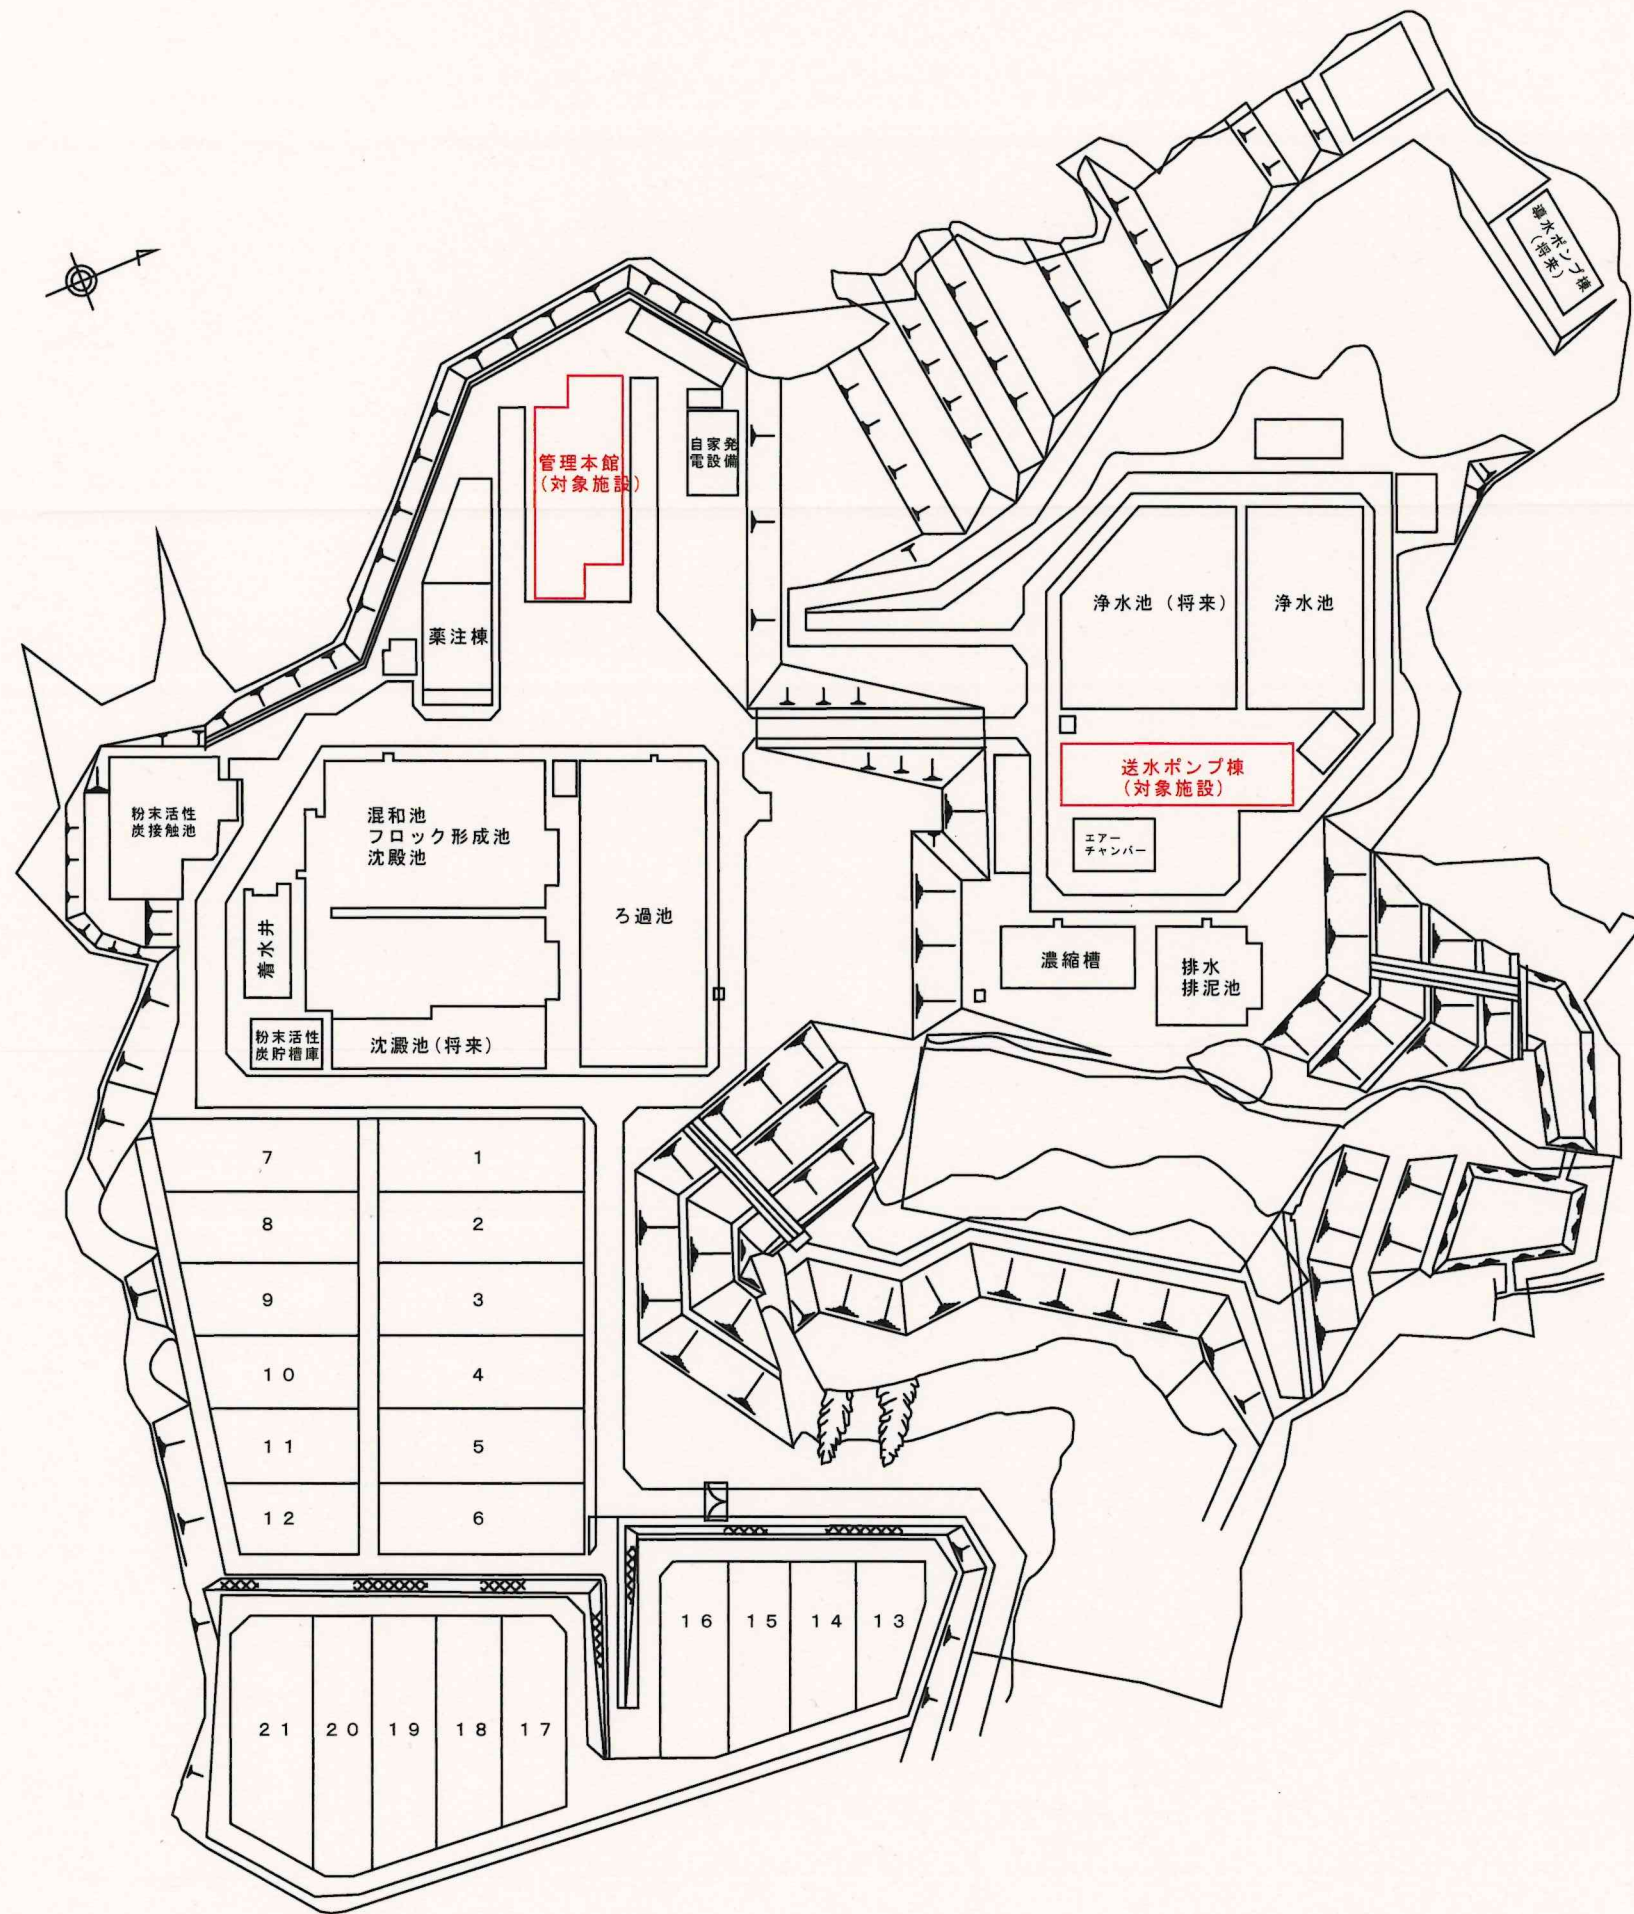 導水ポンプ棟
(将来)
管理本館
(対象施設)
自家発
電設備
薬注棟
浄水池（将来）
浄水池
送水ポンプ棟
(対象施設)
エアー
チャンバー
粉末活性
炭接触池
混和池
フロック形成池
沈殿池
ろ過池
着水井
濃縮槽
排水
排泥池
粉末活性
炭貯槽庫
沈澱池(将来)
7
1
8
2
9
3
10
4
11
5
12
6
16
15
14
13
21
20
19
18
17